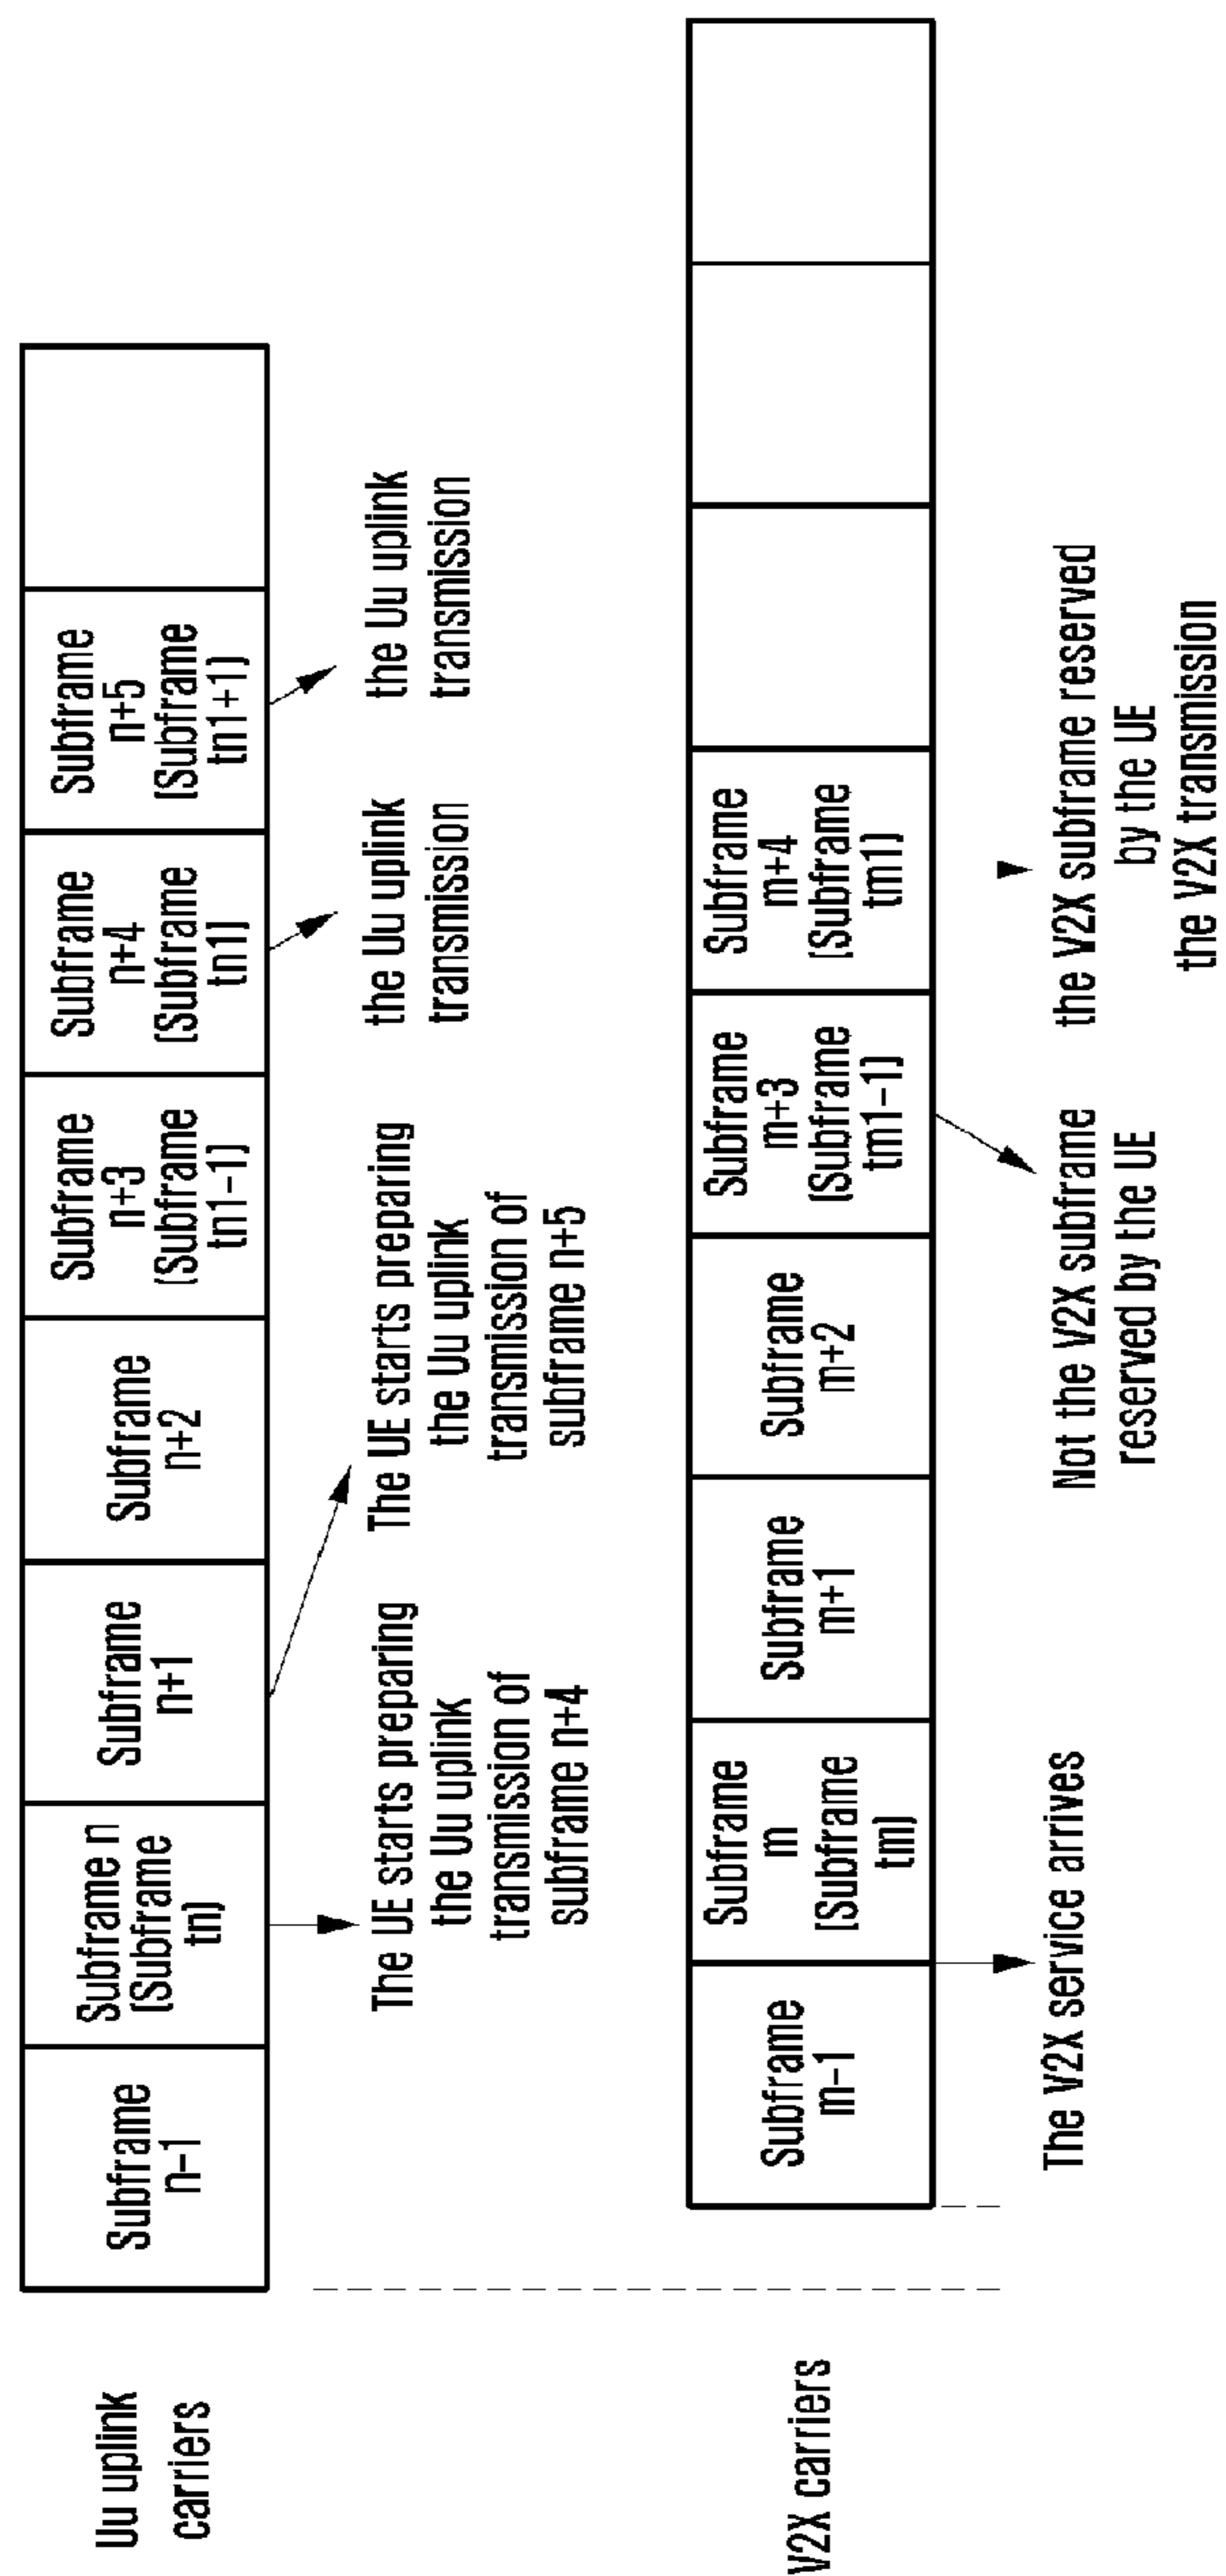 Uu uplink
carriers
Subframe
n-1
Subframe n
(Subframe
tn)
Subframe
n+1
Subframe
n+2
Subframe
n+3
(Subframe
tn1-1)
Subframe
n+4
(Subframe
tn1)
Subframe
n+5
(Subframe
tn1+1)
The UE starts preparing
the Uu uplink
transmission of
subframe n+4
The UE starts preparing
the Uu uplink
transmission of
subframe n+5
the Uu uplink
transmission
the Uu uplink
transmission
V2X carriers
Subframe
m-1
Subframe
m
(Subframe
tm)
Subframe
m+1
Subframe
m+2
Subframe
m+3
(Subframe
tm1-1)
Subframe
m+4
(Subframe
tm1)
The V2X service arrives
Not the V2X subframe
reserved by the UE
the V2X subframe reserved
by the UE
the V2X transmission